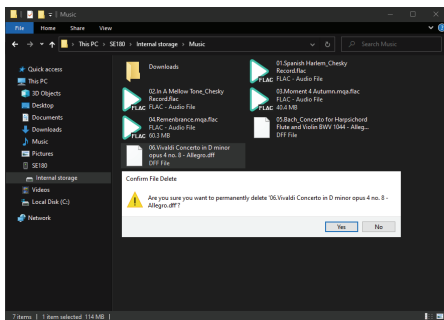 Music
File Home Share View
This PC > SE180 > Internal storage > Music
Search Music
Quick access
This PC
3D Objects
Desktop
Documents
Downloads
Music
Pictures
SE180
Internal storage
Videos
Local Disk (C:)
Network
Downloads
01.Spanish Harlem_Chesky
Record.flac
FLAC - Audio File
FLAC
02.In A Mellow Tone_Chesky
Record.flac
FLAC - Audio File
FLAC
03.Moment 4 Autumn.mqa.flac
FLAC - Audio File
40.4 MB
FLAC
04.Remembrance.mqa.flac
FLAC - Audio File
60.3 MB
FLAC
05.Bach_Concerto for Harpsichord
Flute and Violin BWV 1044 - Alleg...
DFF File
06.Vivaldi Concerto in D minor
opus 4 no. 8 - Allegro.dff
DFF File
Confirm File Delete
Are you sure you want to permanently delete '06.Vivaldi Concerto in D minor opus 4 no. 8 -
Allegro.dff'?
Yes No
7 items 1 item selected 114 MB